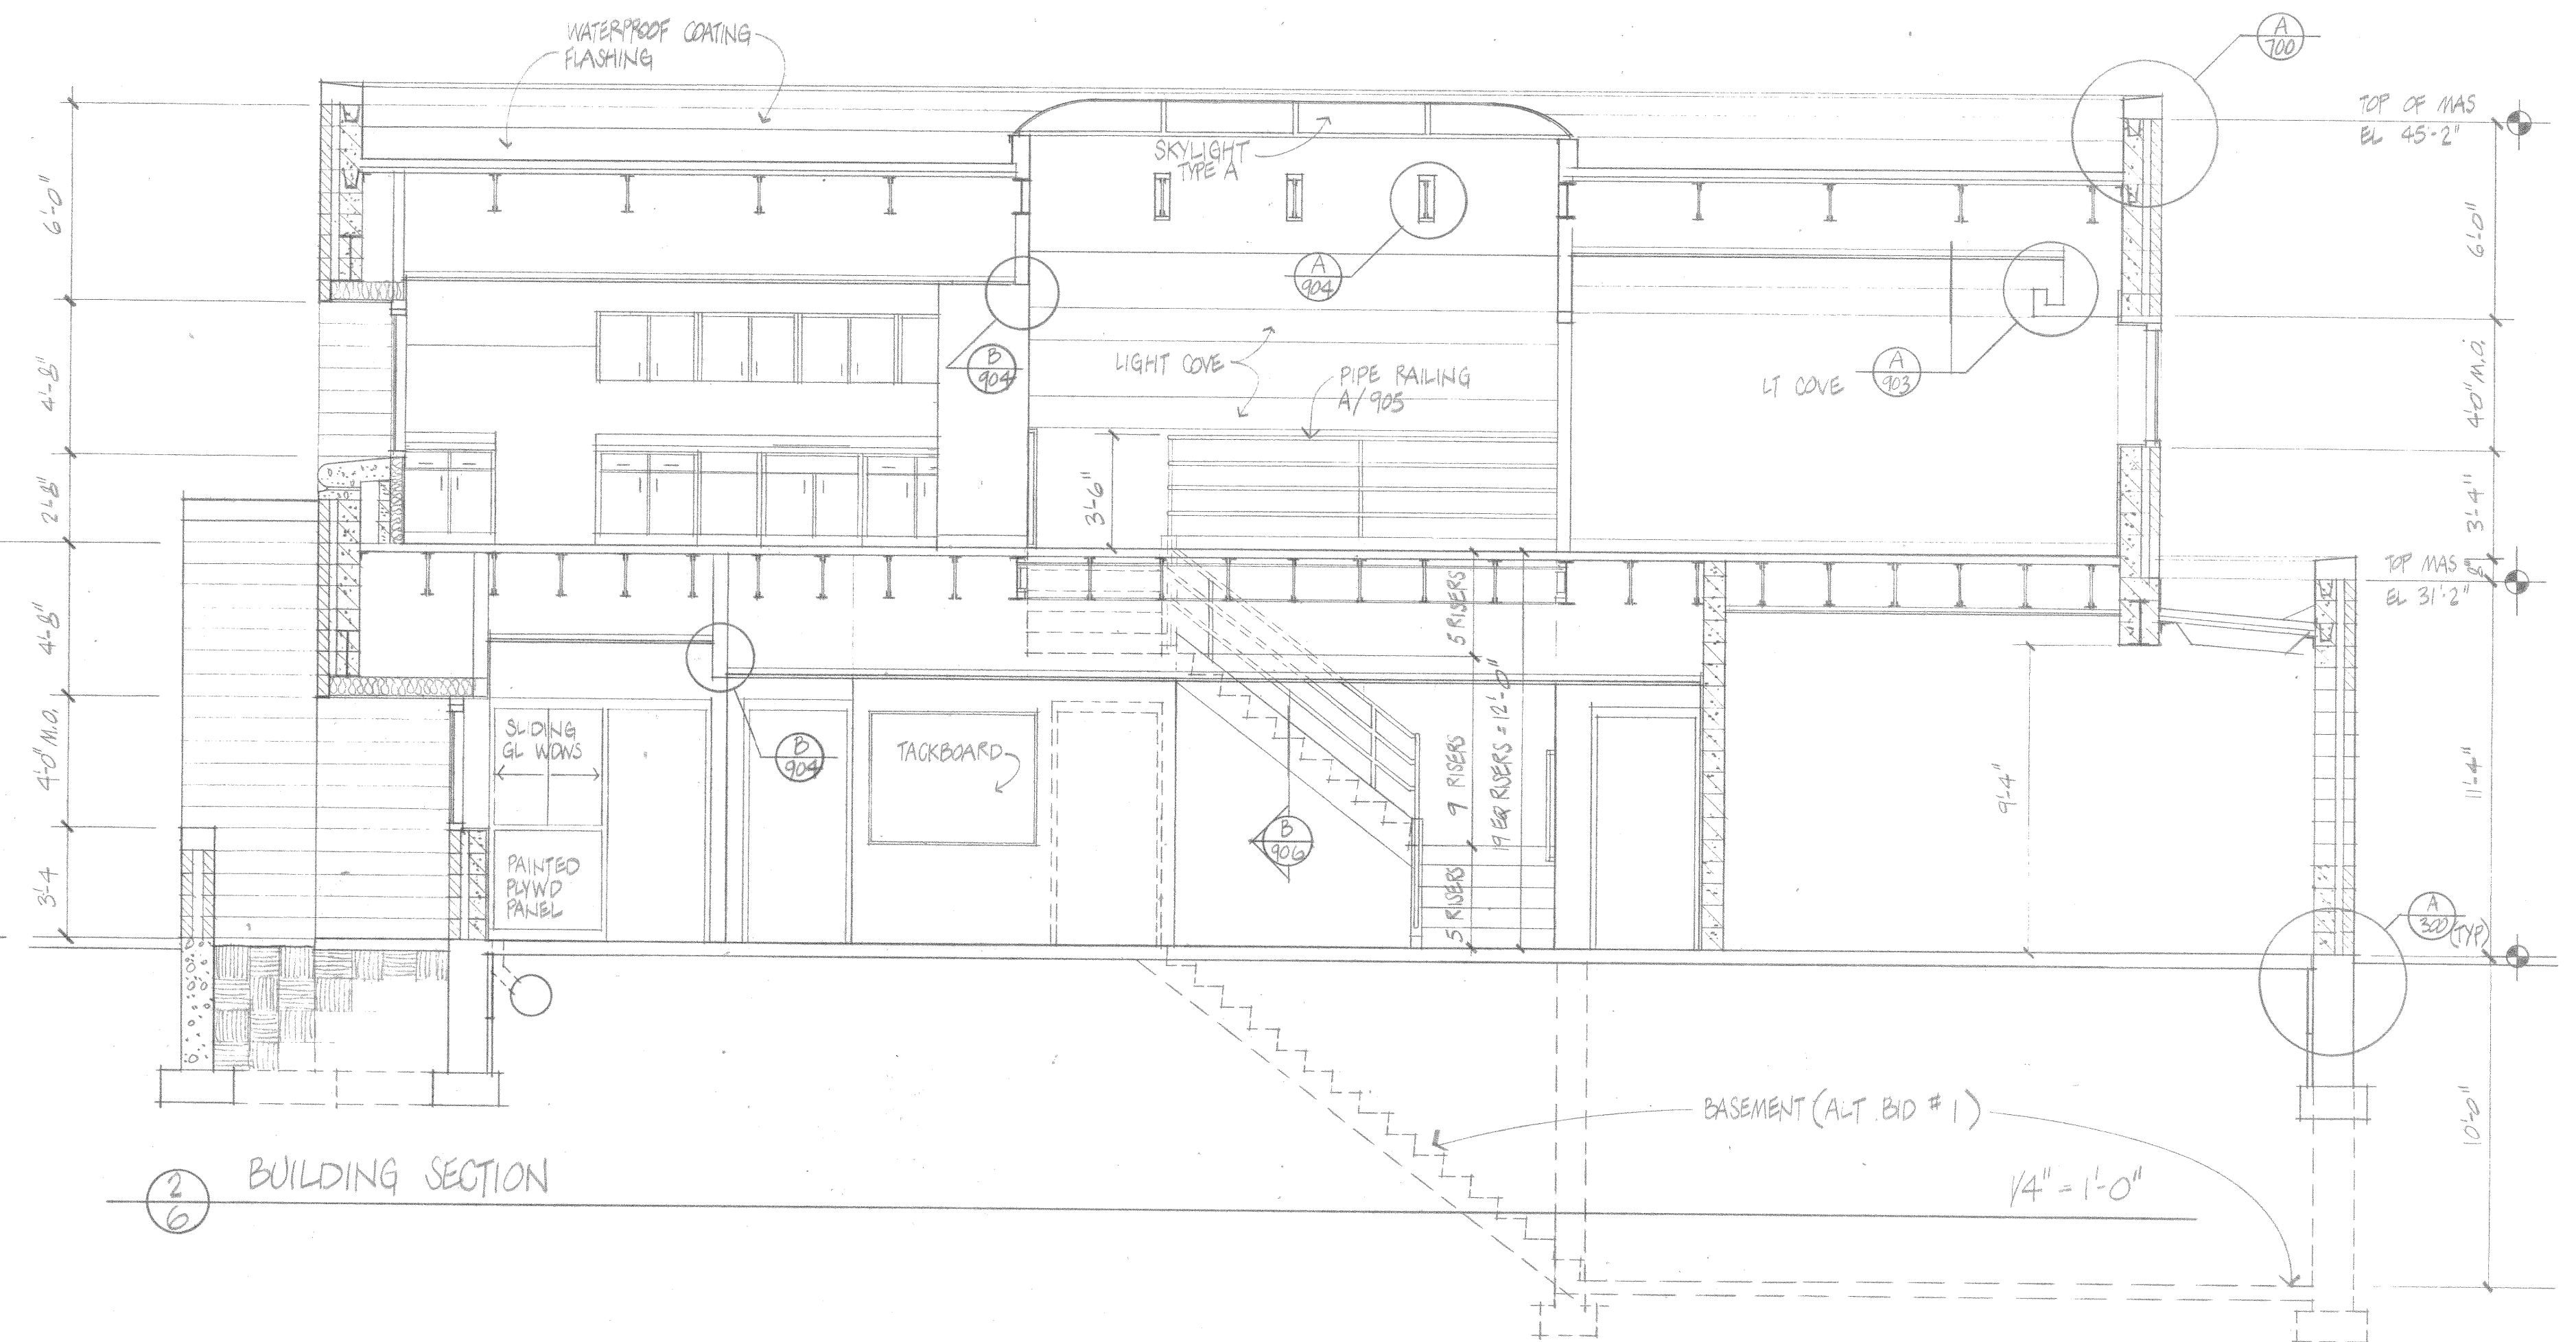 WATERPROOF COATING
FLASHING
A
700
TOP OF MAS
EL 45'-2"
SKYLIGHT
TYPE A
A
904
6'-0"
6'-0"
B
904
LIGHT COVE
PIPE RAILING
A/905
LT COVE
A
903
4'-8"
4'-0" M.O.
2'-8"
3'-6"
3'-4"
TOP MAS
EL 31'-2"
8"
4'-8"
5 RISERS
SLIDING
GL WDWS
B
904
TACKBOARD
4'-0" M.O.
9 RISERS
19 EQ RISERS = 12'-0"
9'-4"
11'-4"
B
906
PAINTED
PLYWD
PANEL
3'-4
5 RISERS
A
300 (TYP)
BASEMENT (ALT. BID # 1)
10'-0"
2
6
BUILDING SECTION
1/4" = 1'-0"